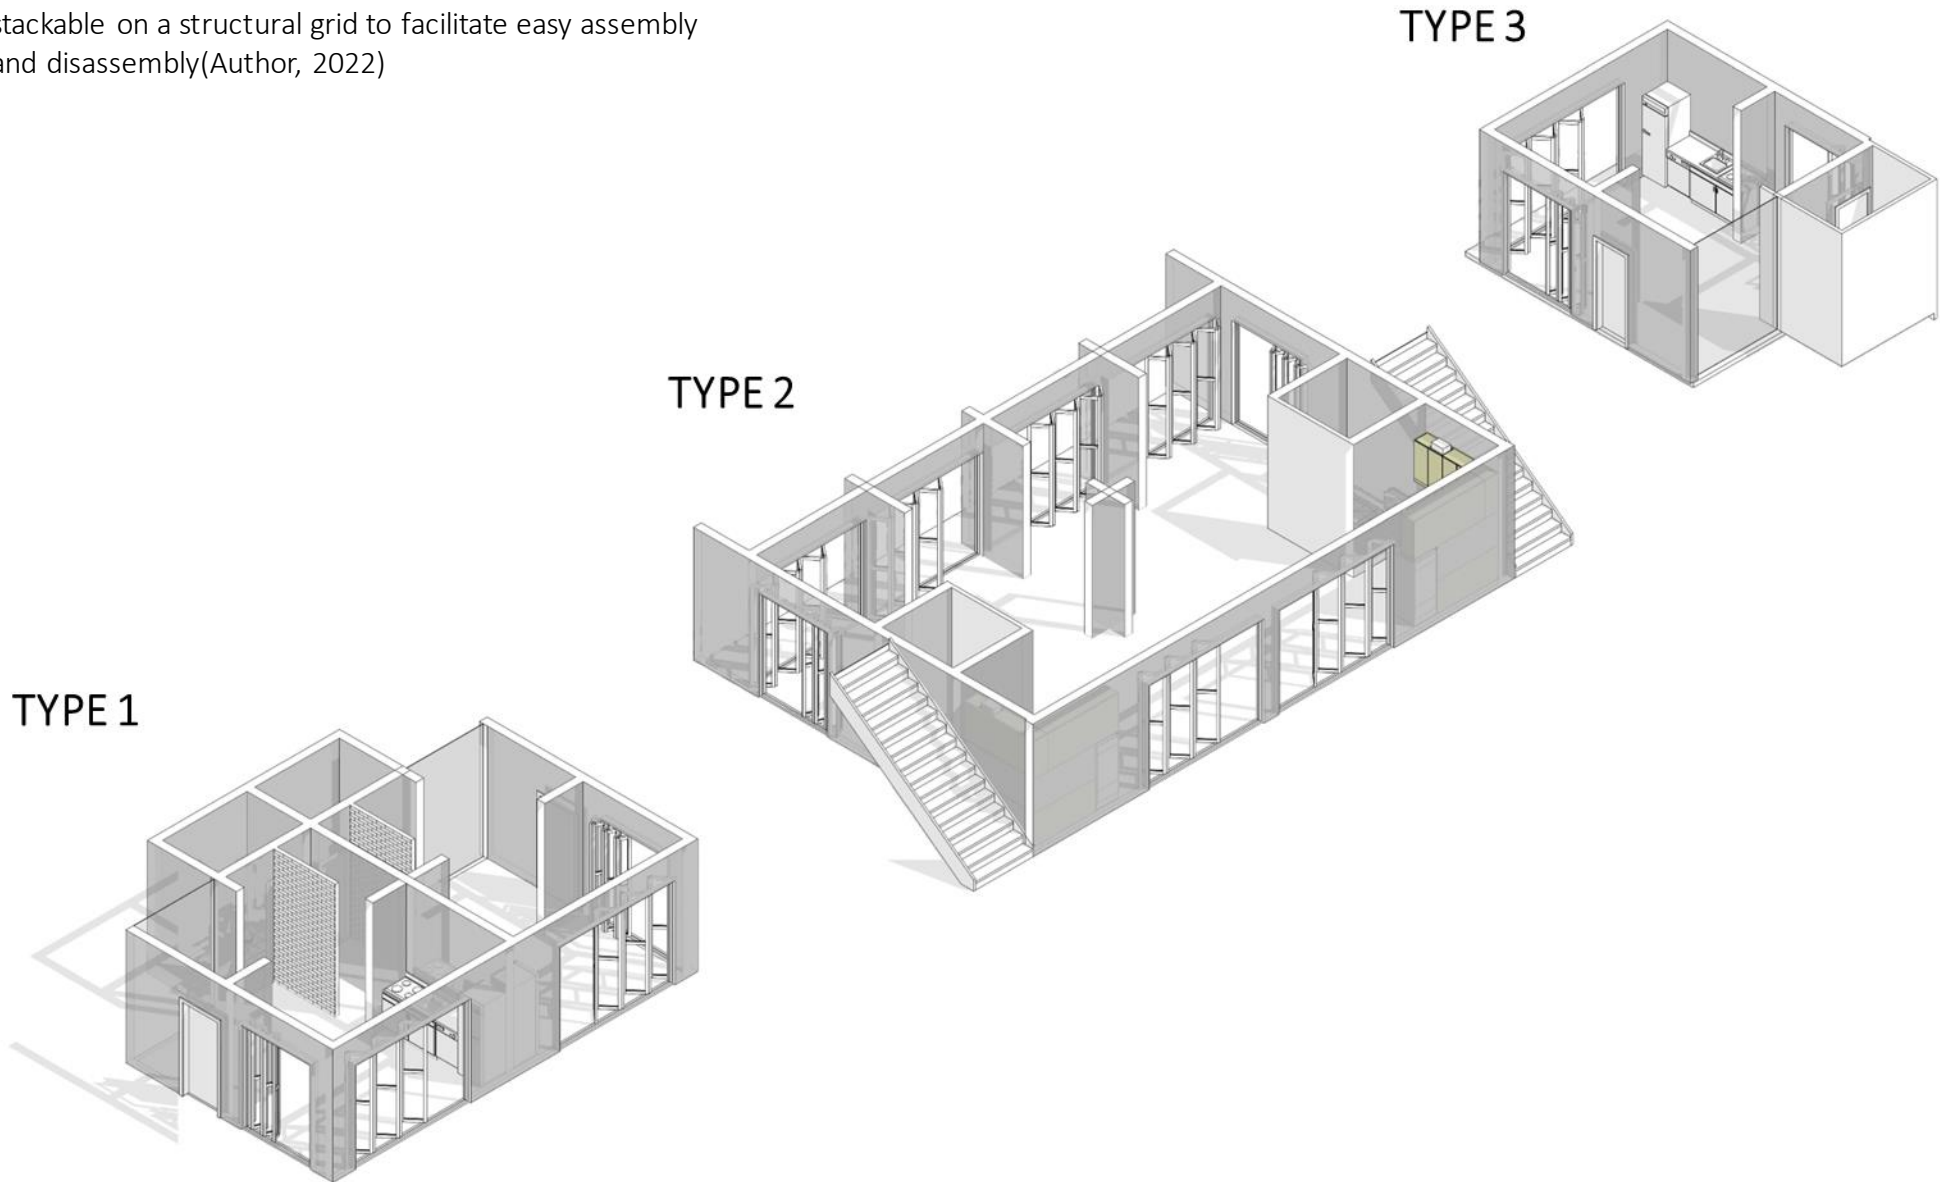 stackable on a structural grid to facilitate easy assembly
and disassembly(Author, 2022)
TYPE 3
TYPE 2
TYPE 1